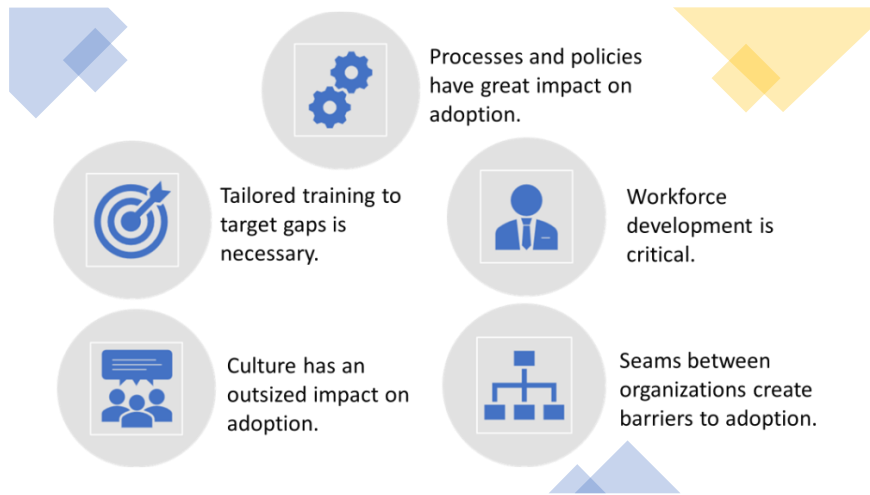 Processes and policies
have great impact on
adoption.
Tailored training to
target gaps is
necessary.
Workforce
development is
critical.
Culture has an
outsized impact on
adoption.
Seams between
organizations create
barriers to adoption.